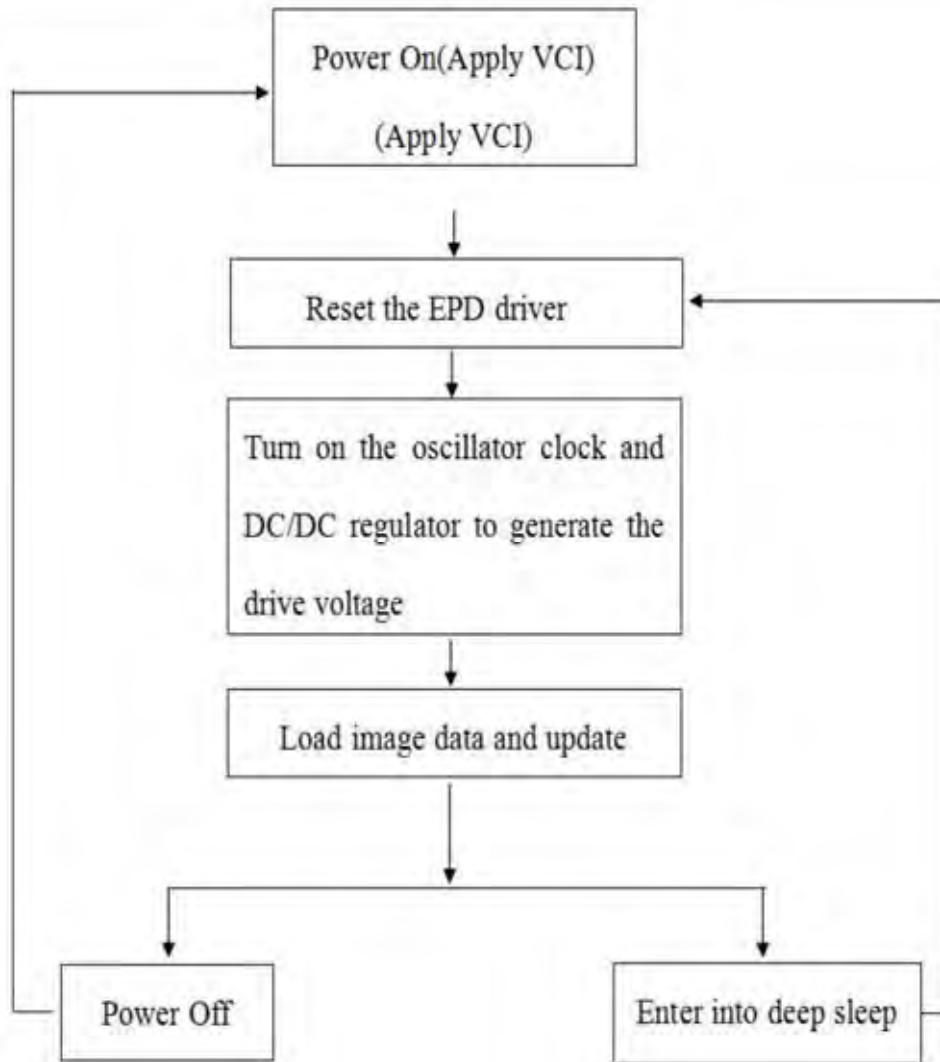 Power On(Apply VCI)
(Apply VCI)
Reset the EPD driver
Turn on the oscillator clock and
DC/DC regulator to generate the
drive voltage
Load image data and update
Power Off
Enter into deep sleep